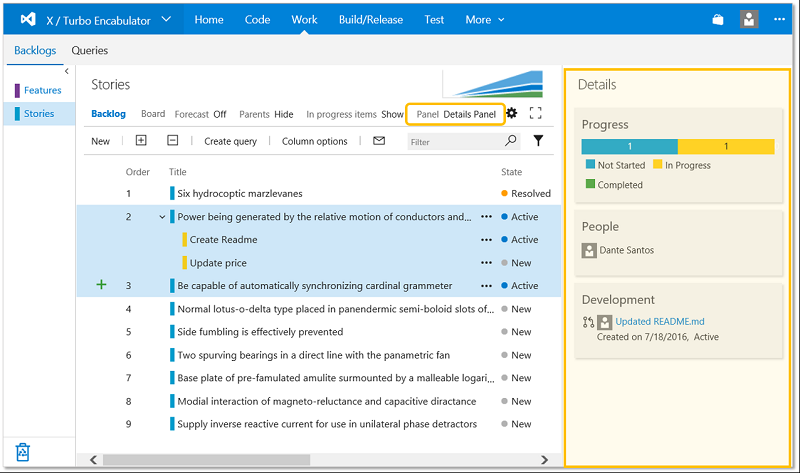 X / Turbo Encabulator Home Code Work Build/Release Test More
Backlogs Queries
Features
Stories
Stories
Backlog Board Forecast Off Parents Hide In progress items Show Panel Details Panel
New Create query Column options Filter
Order Title State
1 Six hydrocoptic marzlevanes Resolved
2 Power being generated by the relative motion of conductors and... Active
Create Readme Active
Update price New
3 Be capable of automatically synchronizing cardinal grammeter Active
4 Normal lotus-o-delta type placed in panendermic semi-boloid slots of... New
5 Side fumbling is effectively prevented New
6 Two spurving bearings in a direct line with the panametric fan New
7 Base plate of pre-famulated amulite surmounted by a malleable logari... New
8 Modial interaction of magneto-reluctance and capacitive diractance New
9 Supply inverse reactive current for use in unilateral phase detractors New
Details
Progress
1 1
Not Started In Progress
Completed
People
Dante Santos
Development
Updated README.md
Created on 7/18/2016, Active